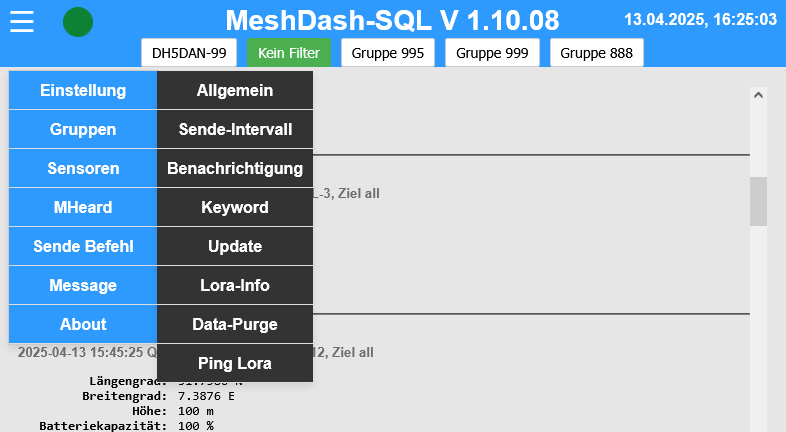 MeshDash-SQL V 1.10.08
13.04.2025, 16:25:03
DH5DAN-99 Kein Filter Gruppe 995 Gruppe 999 Gruppe 888
Einstellung
Gruppen
Sensoren
MHeard
Sende Befehl
Message
About
Allgemein
Sende-Intervall
Benachrichtigung
Keyword
Update
Lora-Info
Data-Purge
Ping Lora
L-3, Ziel all
2025-04-13 15:45:25 Q 12, Ziel all
Längengrad:
Breitengrad: 7.3876 E
Höhe: 100 m
Batteriekapazität: 100 %